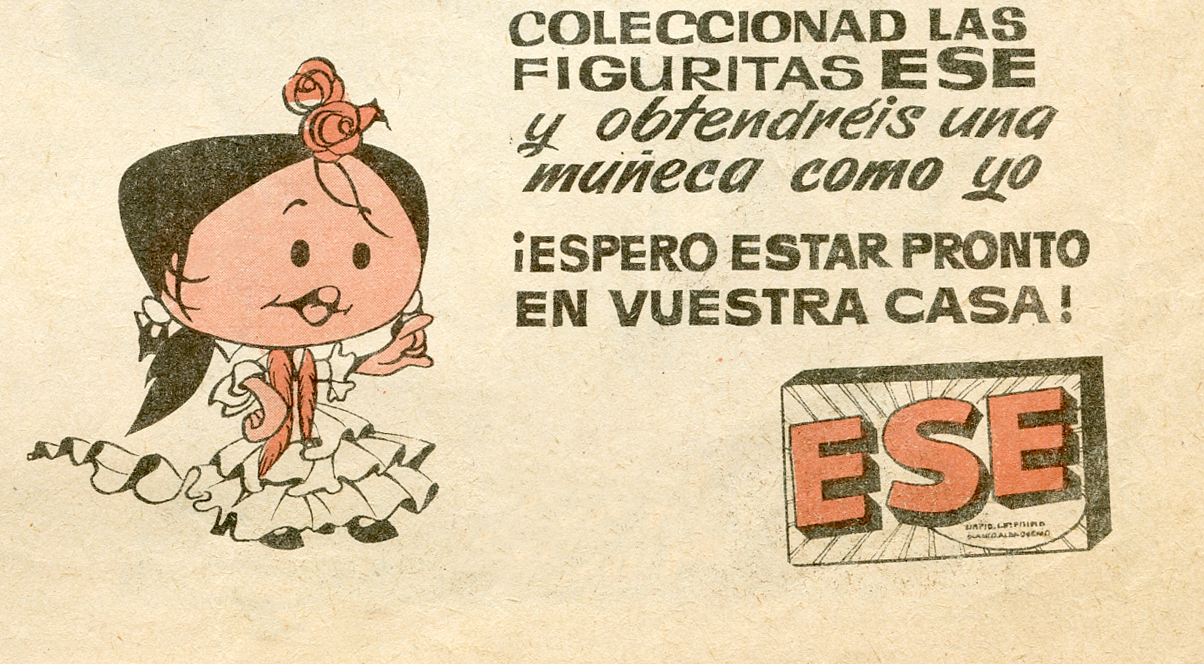 COLECCIONAD LAS
FIGURITAS ESE
y obtendréis una
muñeca como yo
¡ESPERO ESTAR PRONTO
EN VUESTRA CASA!
ESE